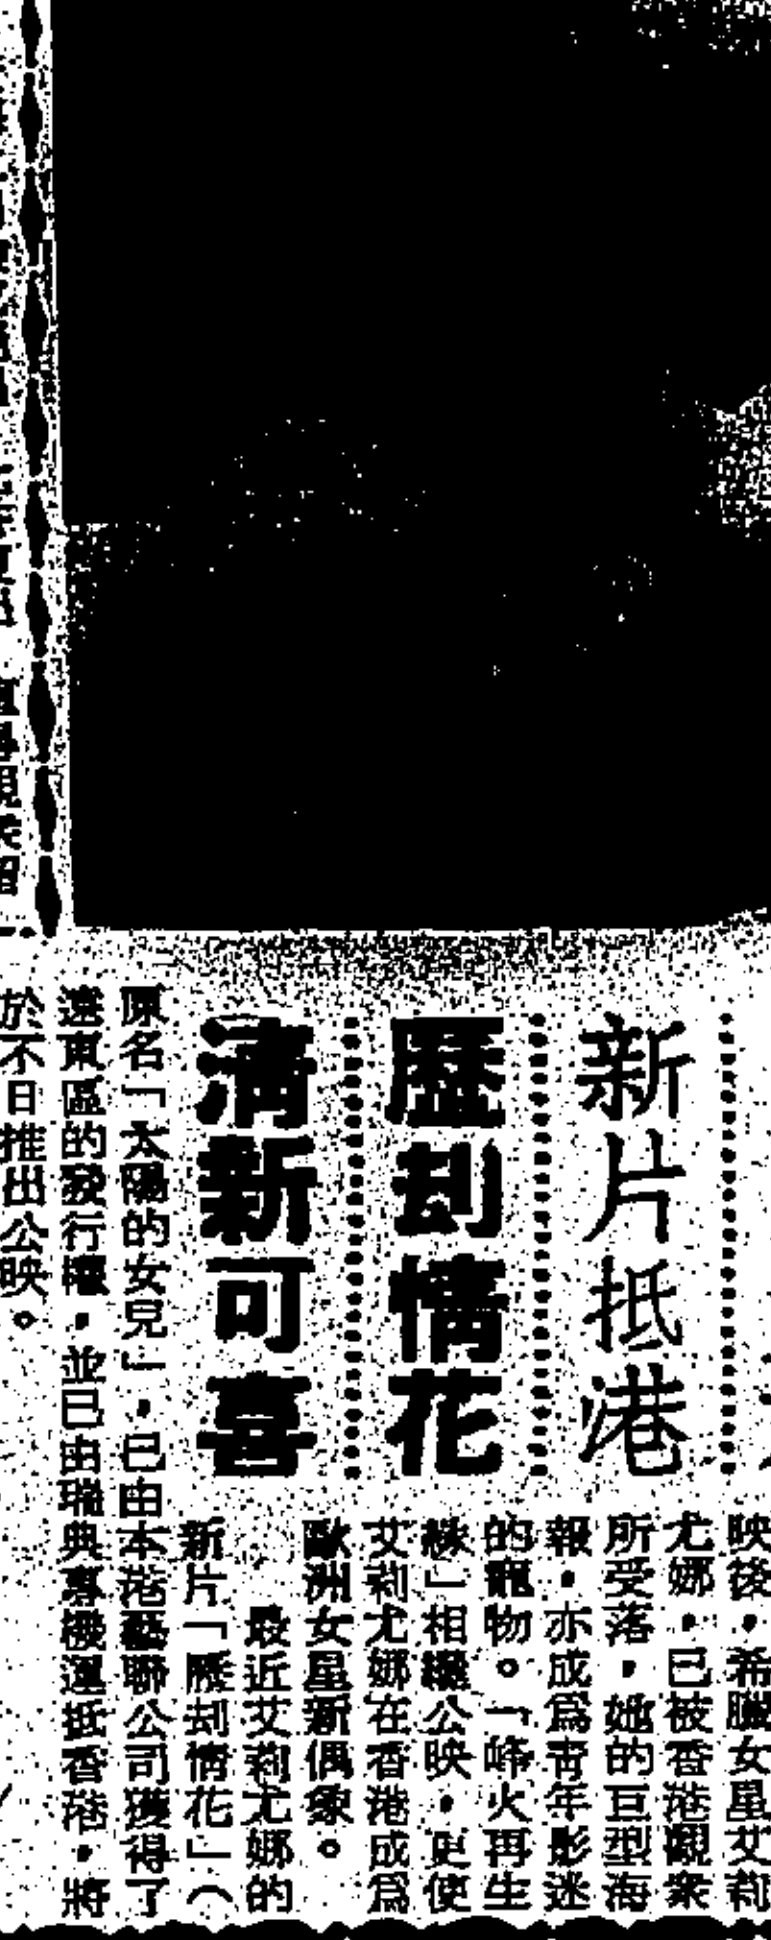 新片抵港
歷刦情花
清新可喜
映後，希臘女星艾莉
尤娜，已被香港觀衆
所受落，她的巨型海
報，亦成爲青年影迷
的寵物。「烽火再生
緣」相繼公映，更使
艾莉尤娜在香港成爲
歐洲女星新偶像。
最近艾莉尤娜的
新片「歷刦情花」（
原名「太陽的女兒」，已由本港藝聯公司獲得了
遠東區的發行權，並已由瑞典專機運抵香港，將
於不日推出公映。